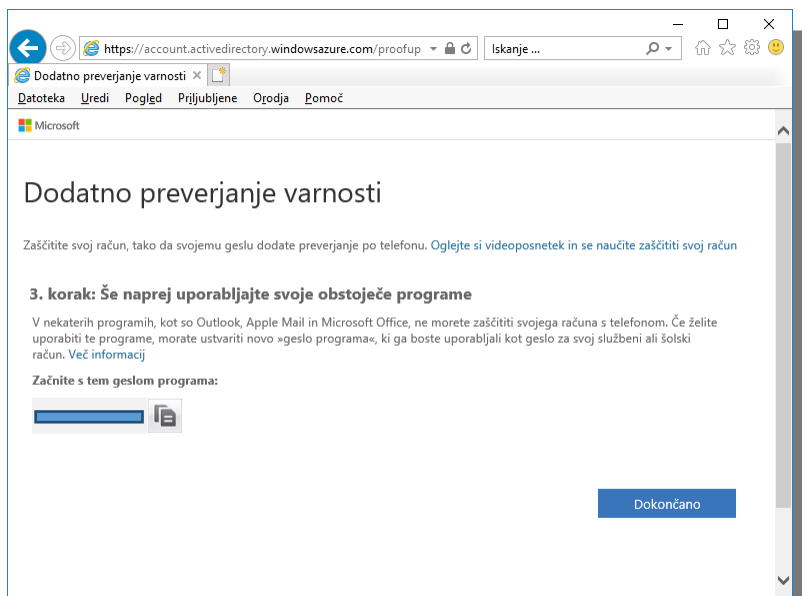 https://account.activedirectory.windowsazure.com/proofup
Iskanje ...
Dodatno preverjanje varnosti
Datoteka Uredi Pogled Priljubljene Orodja Pomoč
Microsoft
Dodatno preverjanje varnosti
Zaščitite svoj račun, tako da svojemu geslu dodate preverjanje po telefonu. Oglejte si videoposnetek in se naučite zaščititi svoj račun
3. korak: Še naprej uporabljajte svoje obstoječe programe
V nekaterih programih, kot so Outlook, Apple Mail in Microsoft Office, ne morete zaščititi svojega računa s telefonom. Če želite
uporabiti te programe, morate ustvariti novo »geslo programa«, ki ga boste uporabljali kot geslo za svoj službeni ali šolski
račun. Več informacij
Začnite s tem geslom programa:
Dokončano